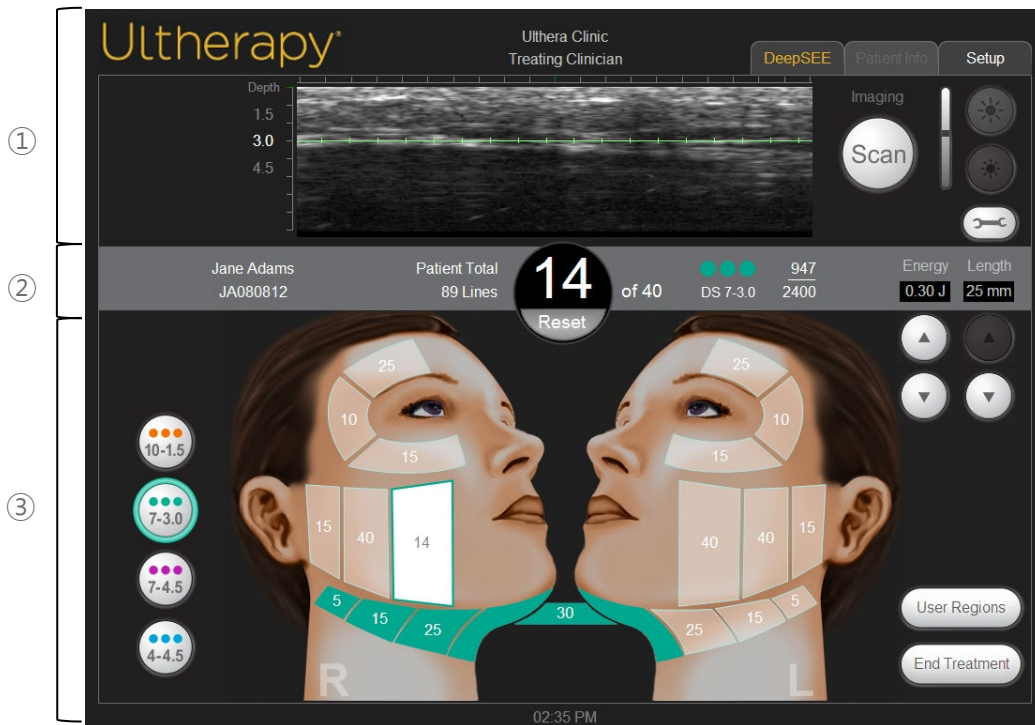 Ultherapy®
Ulthera Clinic
Treating Clinician
DeepSEE
Patient Info
Setup
①
Depth
1.5
3.0
4.5
Imaging
Scan
②
Jane Adams
JA080812
Patient Total
89 Lines
14
of 40
Reset
DS 7-3.0
947
2400
Energy
0.30 J
Length
25 mm
③
10-1.5
7-3.0
7-4.5
4-4.5
25
10
15
15
40
14
5
15
25
30
25
10
15
40
40
15
25
15
5
R
L
User Regions
End Treatment
02:35 PM